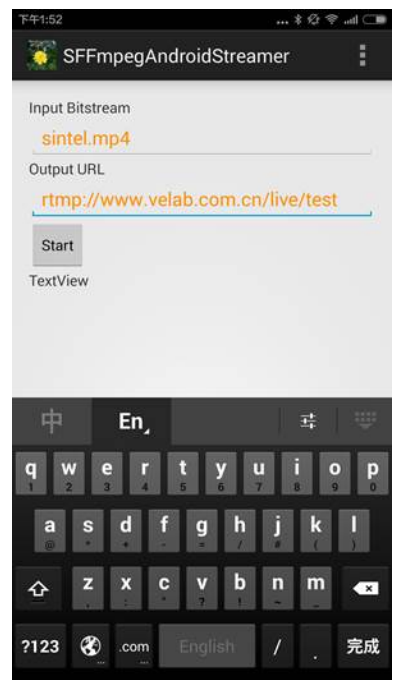 下午1:52
SFFmpegAndroidStreamer
Input Bitstream
sintel.mp4
Output URL
rtmp://www.velab.com.cn/live/test
Start
TextView
中 En
q w e r t y u i o p
1 2 3 4 5 6 7 8 9 0
a s d f g h j k l
@ * + - = / # ( )
z x c v b n m
, : " ? ! ~ _
?123 .com English / . 完成